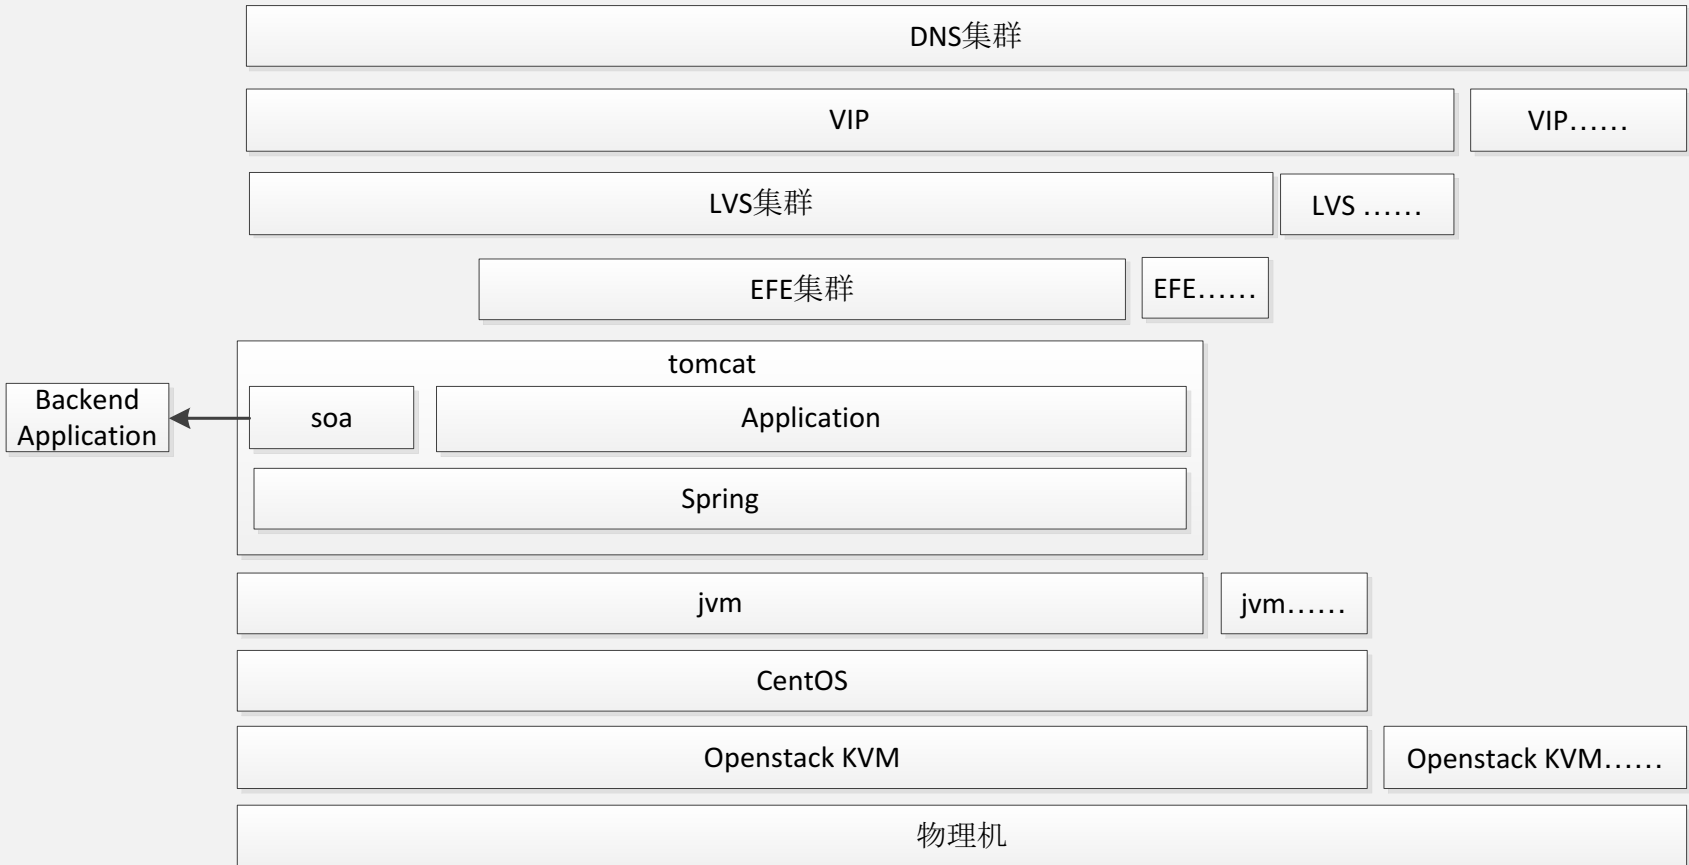 DNS集群
VIP
VIP……
LVS集群
LVS ……
EFE集群
EFE……
tomcat
Backend
Application
soa
Application
Spring
jvm
jvm……
CentOS
Openstack KVM
Openstack KVM……
物理机